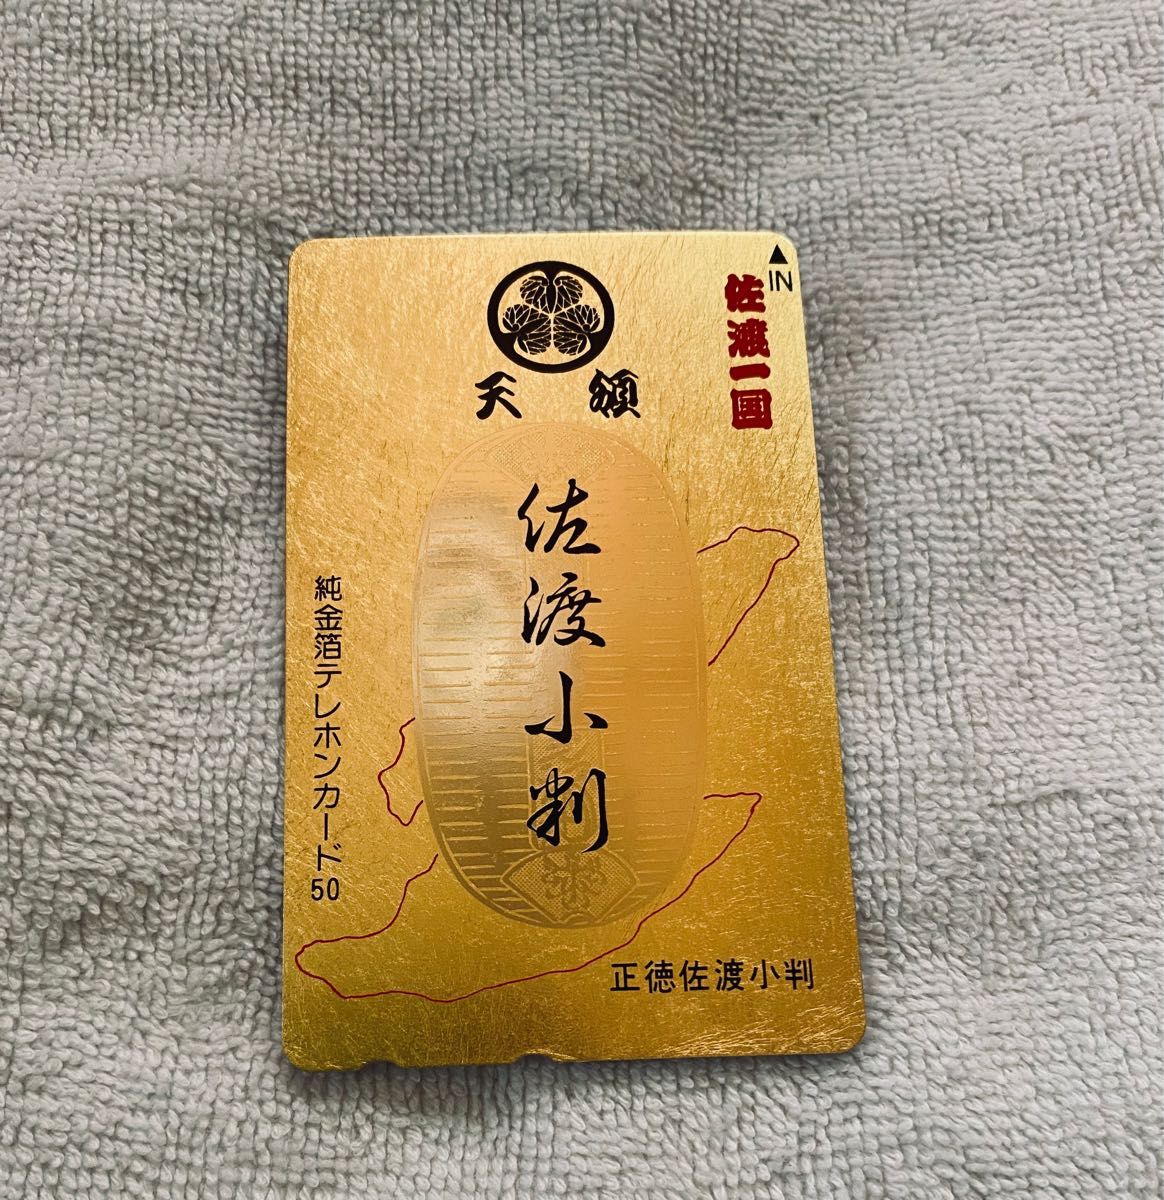 ▲
IN
佐渡一国
天領
佐渡小判
純金箔テレホンカード50
正徳佐渡小判